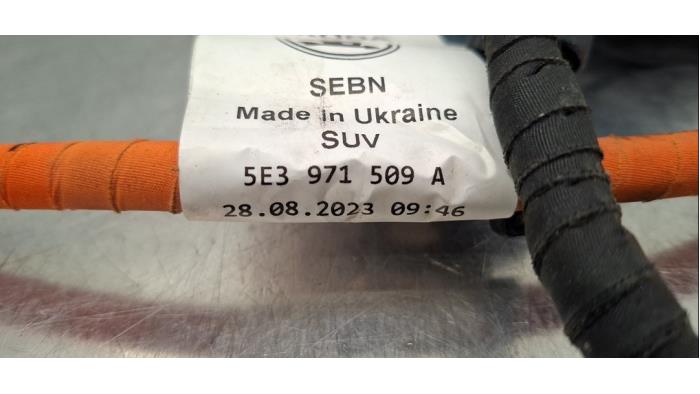 SEBN
Made in Ukraine
SUV
5E3 971 509 A
28.08.2023 09:46